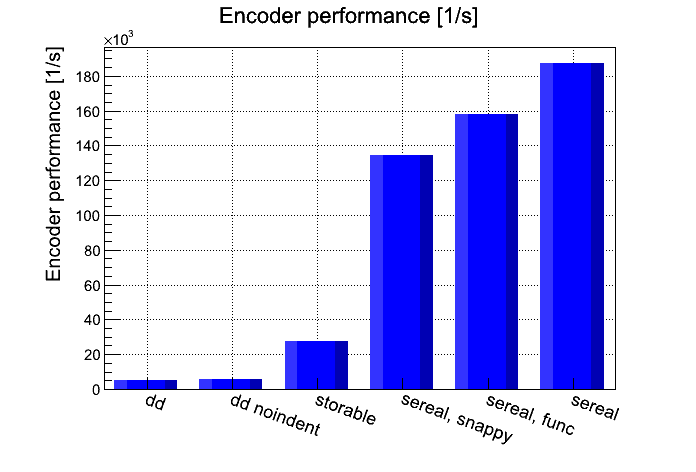 Encoder performance [1/s]
×10³
Encoder performance [1/s]
180
160
140
120
100
80
60
40
20
0
dd
dd noindent
storable
sereal, snappy
sereal, func
sereal